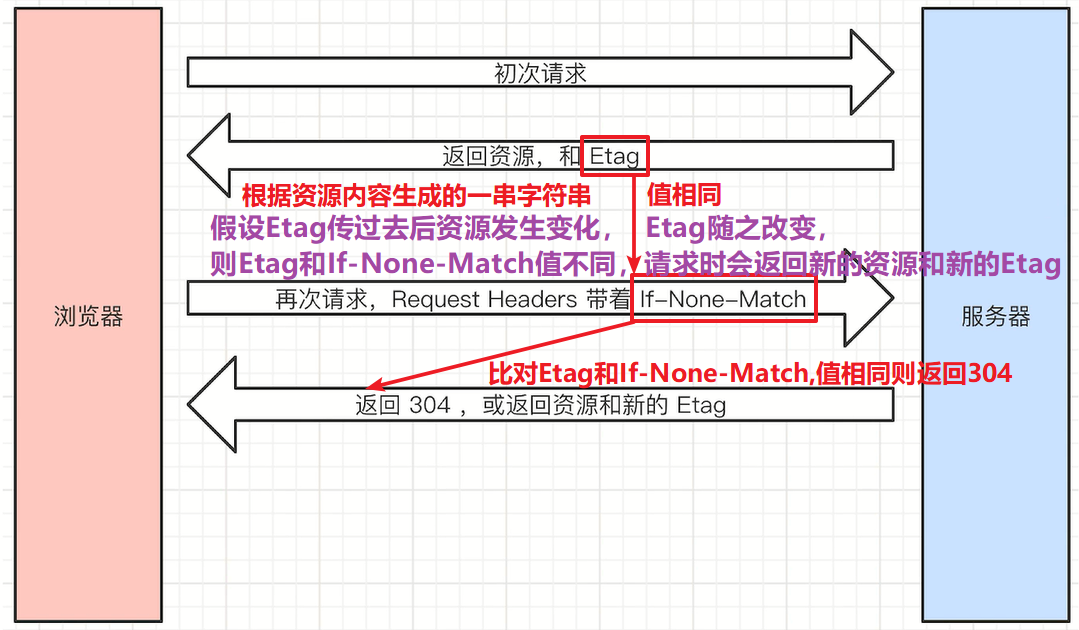 初次请求
返回资源，和 Etag
根据资源内容生成的一串字符串
值相同
假设Etag传过去后资源发生变化， Etag随之改变，
则Etag和If-None-Match值不同，请求时会返回新的资源和新的Etag
再次请求，Request Headers 带着 If-None-Match
浏览器
服务器
比对Etag和If-None-Match,值相同则返回304
返回 304 ，或返回资源和新的 Etag